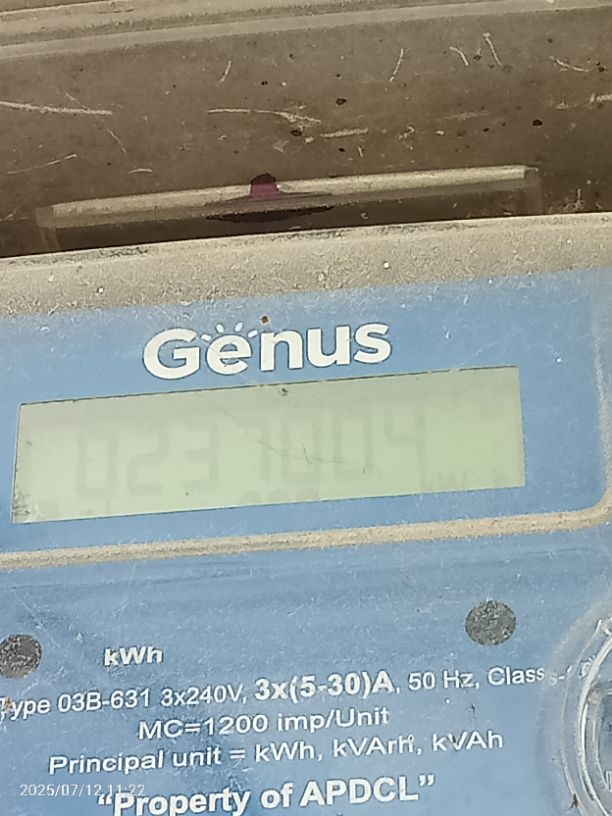 Genus
0237004
kWh
Type 03B-631 3x240V, 3x(5-30)A, 50 Hz, Class
MC=1200 imp/Unit
Principal unit = kWh, kVArH, kVAh
2025/07/12 11:22
"Property of APDCL"